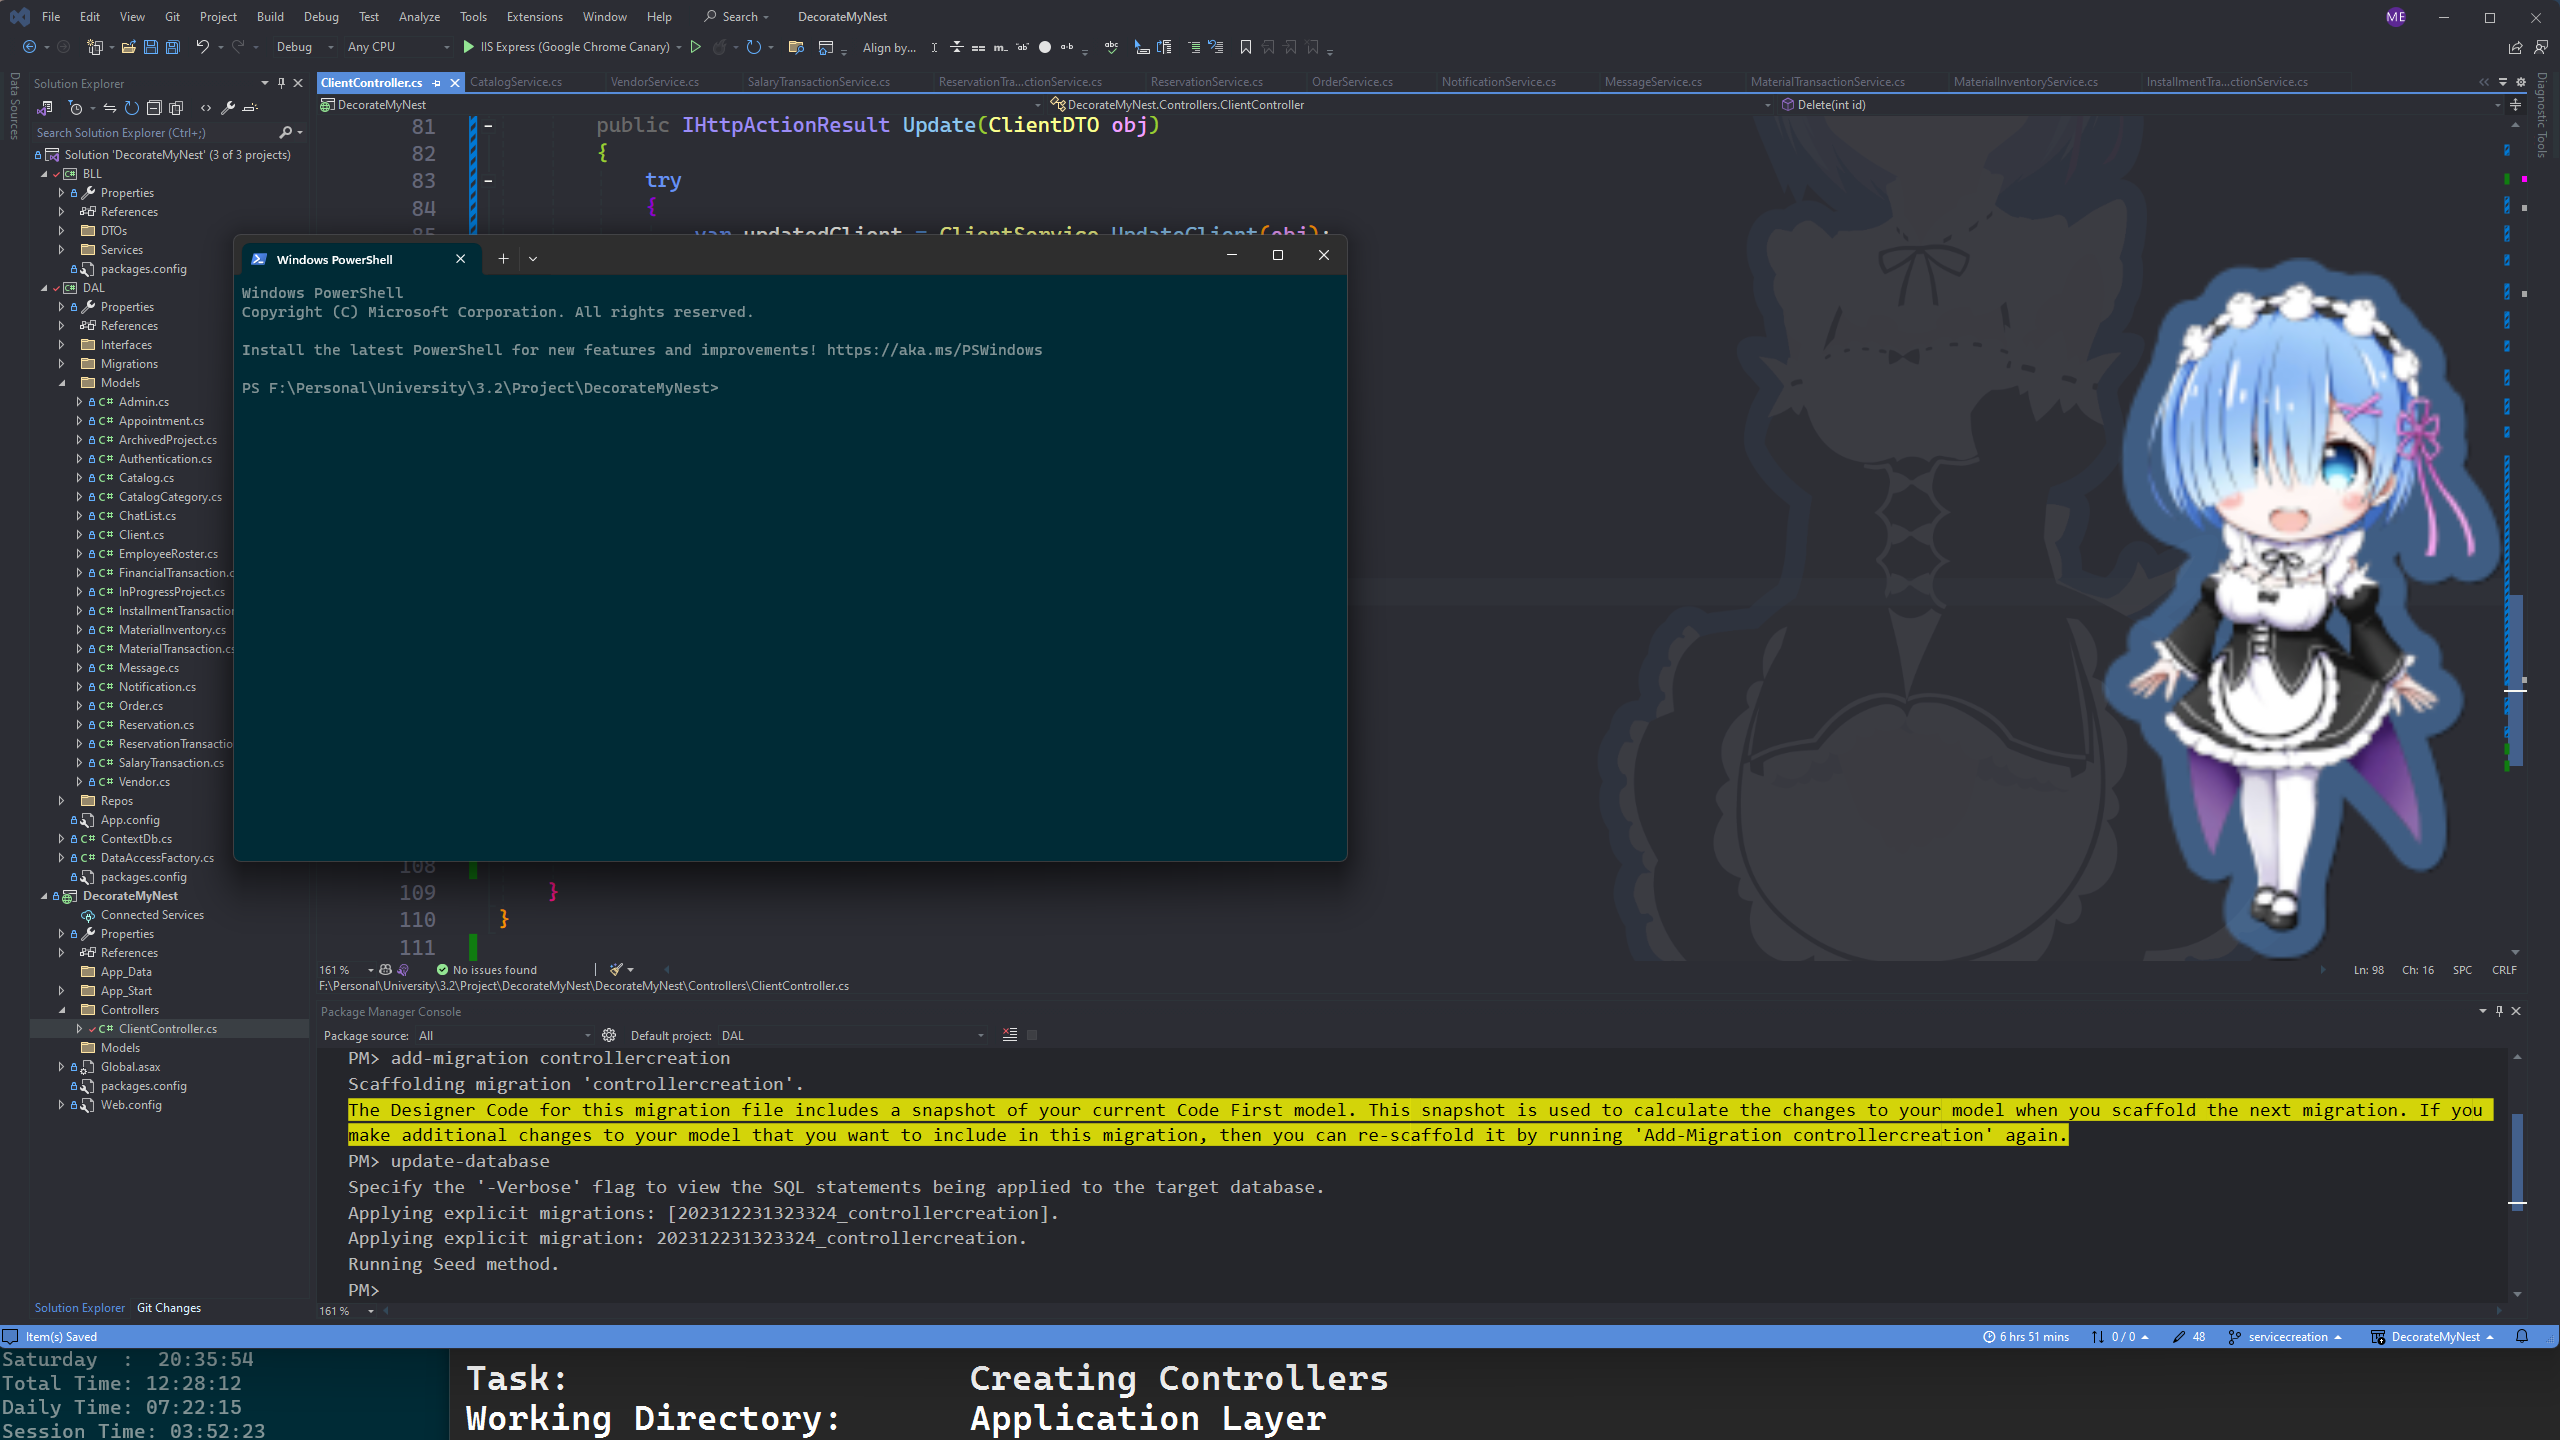 File Edit View Git Project Build Debug Test Analyze Tools Extensions Window Help Search DecorateMyNest ME
Debug Any CPU IIS Express (Google Chrome Canary) Align by...
Data Sources
Solution Explorer
Search Solution Explorer (Ctrl+;)
Solution 'DecorateMyNest' (3 of 3 projects)
BLL
Properties
References
DTOs
Services
packages.config
DAL
Properties
References
Interfaces
Migrations
Models
Admin.cs
Appointment.cs
ArchivedProject.cs
Authentication.cs
Catalog.cs
CatalogCategory.cs
ChatList.cs
Client.cs
EmployeeRoster.cs
FinancialTransaction.c
InProgressProject.cs
InstallmentTransaction
MaterialInventory.cs
MaterialTransaction.cs
Message.cs
Notification.cs
Order.cs
Reservation.cs
ReservationTransactio
SalaryTransaction.cs
Vendor.cs
Repos
App.config
ContextDb.cs
DataAccessFactory.cs
packages.config
DecorateMyNest
Connected Services
Properties
References
App_Data
App_Start
Controllers
ClientController.cs
Models
Global.asax
packages.config
Web.config
Solution Explorer Git Changes
ClientController.cs CatalogService.cs VendorService.cs SalaryTransactionService.cs ReservationTra...ctionService.cs ReservationService.cs OrderService.cs NotificationService.cs MessageService.cs MaterialTransactionService.cs MaterialInventoryService.cs InstallmentTra...ctionService.cs
DecorateMyNest DecorateMyNest.Controllers.ClientController Delete(int id)
Diagnostic Tools
81 public IHttpActionResult Update(ClientDTO obj)
82 {
83 try
84 {
85 var updatedClient = ClientService.UpdateClient(obj);
Windows PowerShell
Windows PowerShell
Copyright (C) Microsoft Corporation. All rights reserved.
Install the latest PowerShell for new features and improvements! https://aka.ms/PSWindows
PS F:\Personal\University\3.2\Project\DecorateMyNest>
108
109 }
110 }
111
161 % No issues found Ln: 98 Ch: 16 SPC CRLF
F:\Personal\University\3.2\Project\DecorateMyNest\DecorateMyNest\Controllers\ClientController.cs
Package Manager Console
Package source: All Default project: DAL
PM> add-migration controllercreation
Scaffolding migration 'controllercreation'.
The Designer Code for this migration file includes a snapshot of your current Code First model. This snapshot is used to calculate the changes to your model when you scaffold the next migration. If you
make additional changes to your model that you want to include in this migration, then you can re-scaffold it by running 'Add-Migration controllercreation' again.
PM> update-database
Specify the '-Verbose' flag to view the SQL statements being applied to the target database.
Applying explicit migrations: [202312231323324_controllercreation].
Applying explicit migration: 202312231323324_controllercreation.
Running Seed method.
PM>
161 %
Item(s) Saved 6 hrs 51 mins 0 / 0 48 servicecreation DecorateMyNest
Saturday : 20:35:54
Total Time: 12:28:12
Daily Time: 07:22:15
Session Time: 03:52:23
Task: Creating Controllers
Working Directory: Application Layer